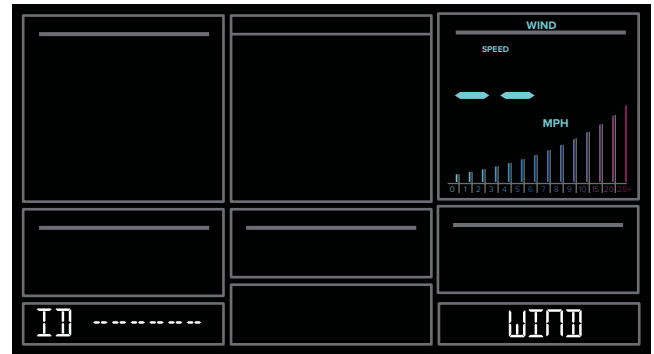 WIND
SPEED
-- 
MPH
0 1 2 3 4 5 6 7 8 9 10 15 20 25+
ID --------
WIND